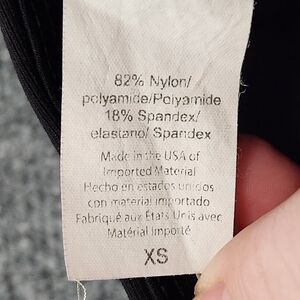 82% Nylon/
polyamide/Polyamide
18% Spandex/
elastano/ Spandex
Made in the USA of
Imported Material
Hecho en estados unidos
con material importado
Fabriqué aux États Unis avec
Matérial Importé
XS